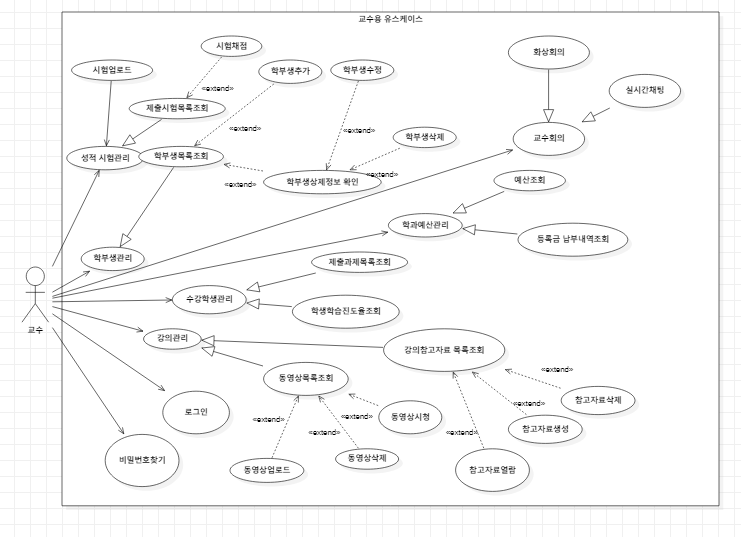 교수용 유스케이스
시험채점
화상회의
시험업로드
학부생추가
학부생수정
실시간채팅
«extend»
제출시험목록조회
«extend»
«extend»
학부생삭제
교수회의
성적 시험관리
학부생목록조회
«extend»
«extend»
학부생상제정보 확인
예산조회
학과예산관리
등록금 납부내역조회
학부생관리
제출과제목록조회
수강학생관리
학생학습진도율조회
교수
강의관리
강의참고자료 목록조회
동영상목록조회
«extend»
참고자료삭제
로그인
«extend»
«extend»
동영상시청
«extend»
«extend»
«extend»
참고자료생성
비밀번호찾기
동영상업로드
동영상삭제
참고자료열람